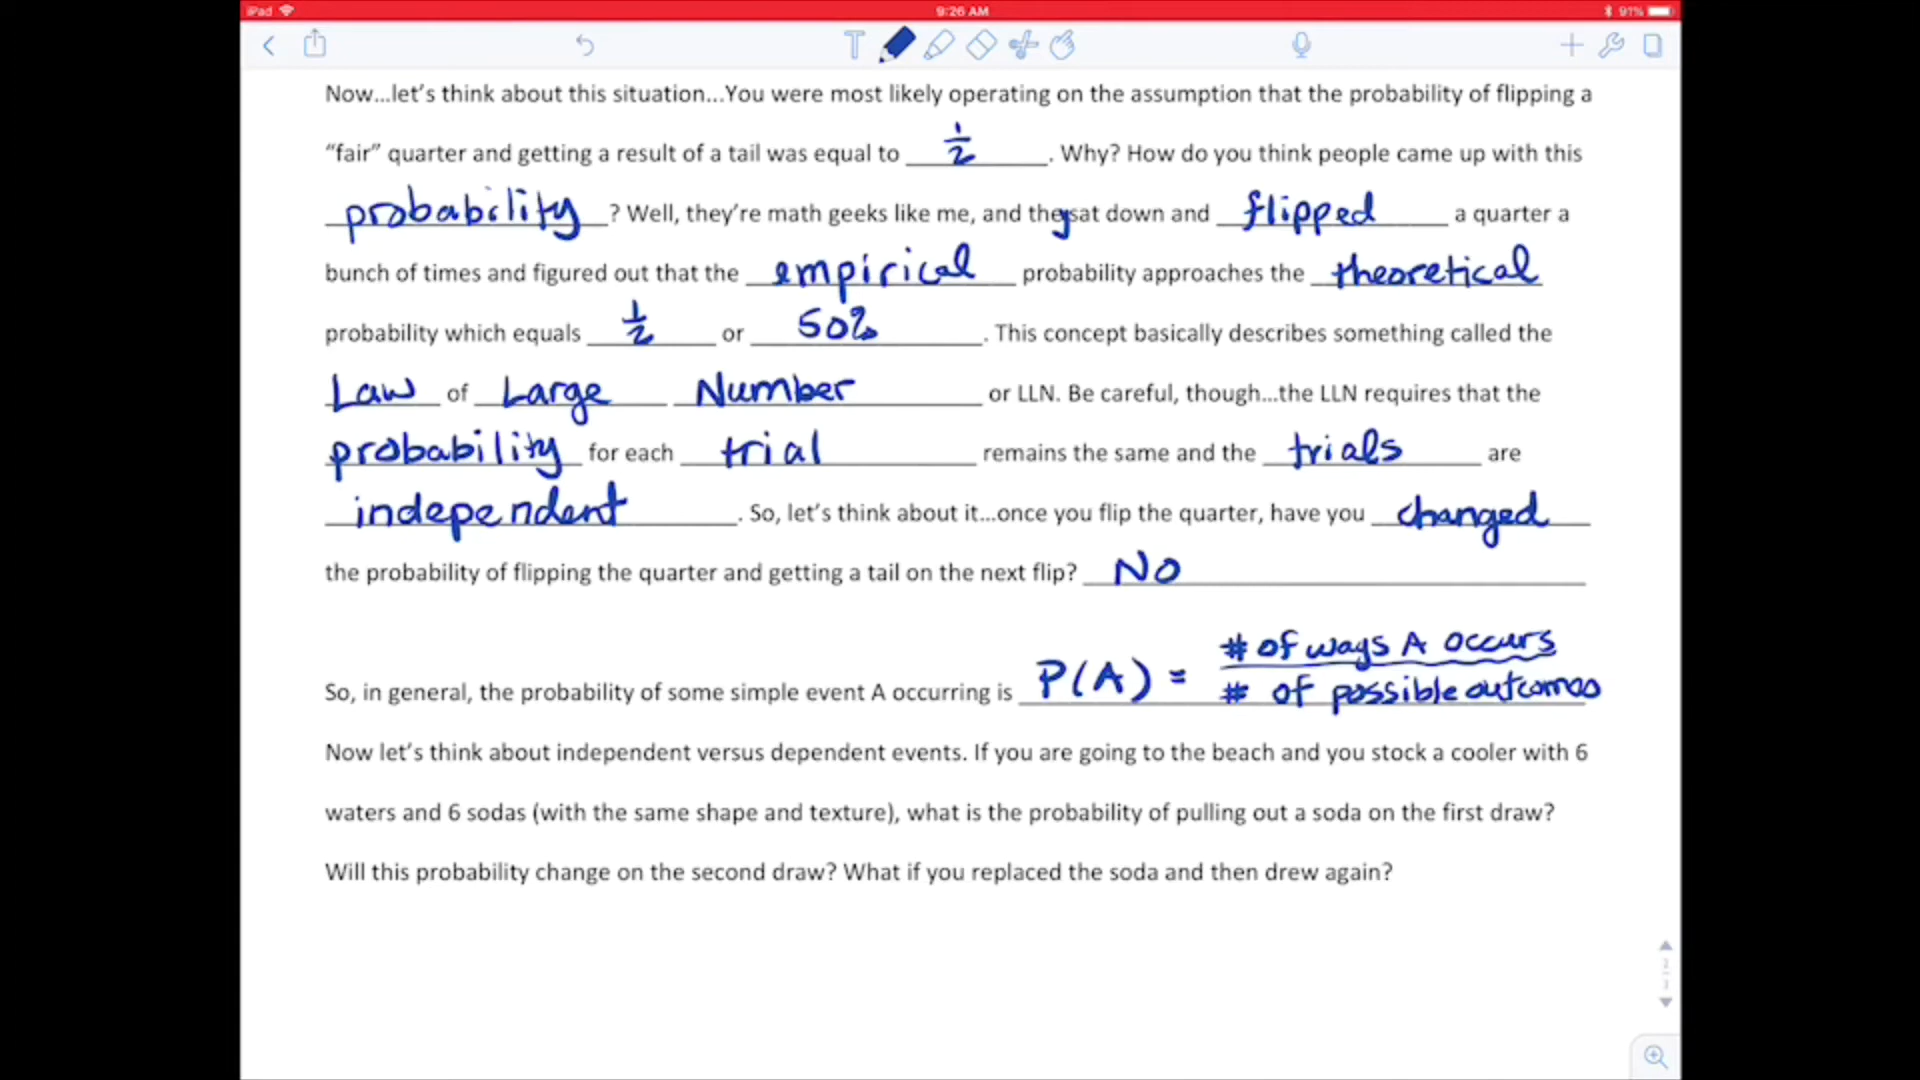 iPad 9:26 AM 91%
Now...let's think about this situation...You were most likely operating on the assumption that the probability of flipping a
"fair" quarter and getting a result of a tail was equal to 1/2. Why? How do you think people came up with this
probability? Well, they're math geeks like me, and they sat down and flipped a quarter a
bunch of times and figured out that the empirical probability approaches the theoretical
probability which equals 1/2 or 50%. This concept basically describes something called the
Law of Large Number or LLN. Be careful, though...the LLN requires that the
probability for each trial remains the same and the trials are
independent. So, let's think about it...once you flip the quarter, have you changed
the probability of flipping the quarter and getting a tail on the next flip? No
So, in general, the probability of some simple event A occurring is P(A) = # of ways A occurs / # of possible outcomes
Now let's think about independent versus dependent events. If you are going to the beach and you stock a cooler with 6
waters and 6 sodas (with the same shape and texture), what is the probability of pulling out a soda on the first draw?
Will this probability change on the second draw? What if you replaced the soda and then drew again?